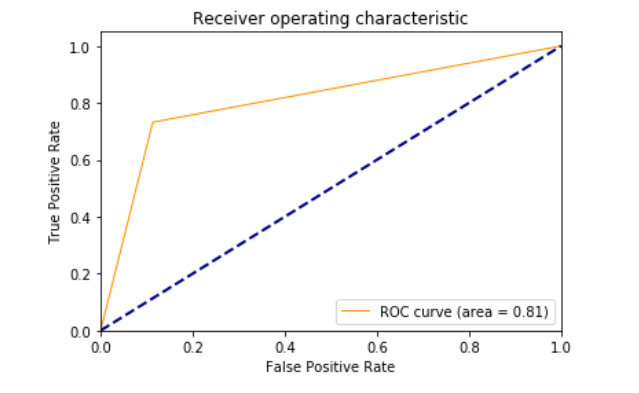 Receiver operating characteristic
1.0
0.8
0.6
0.4
0.2
0.0
True Positive Rate
ROC curve (area = 0.81)
0.0 0.2 0.4 0.6 0.8 1.0
False Positive Rate